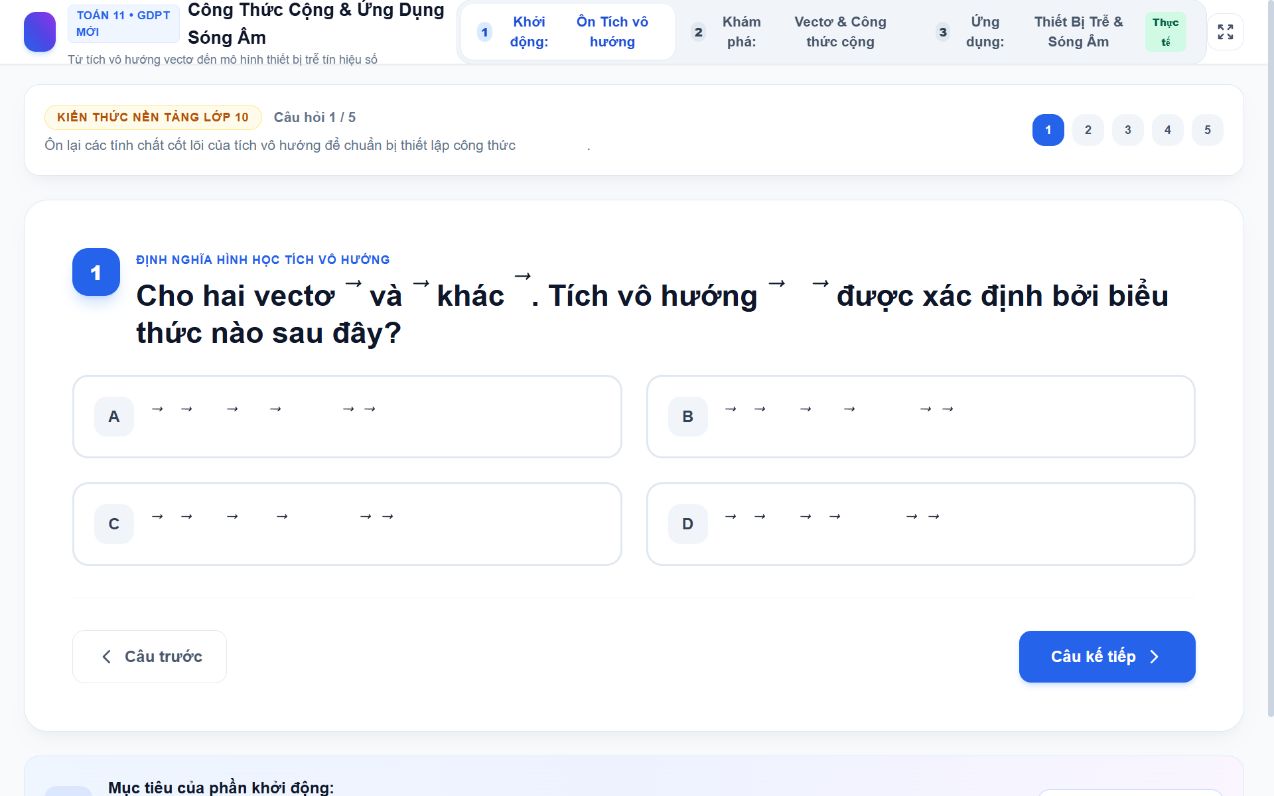 TOÁN 11 • GDPT
MỚI
Công Thức Cộng & Ứng Dụng
Sóng Âm
Từ tích vô hướng vectơ đến mô hình thiết bị trễ tín hiệu số
1 Khởi động: Ôn Tích vô hướng
2 Khám phá: Vectơ & Công thức cộng
3 Ứng dụng: Thiết Bị Trễ & Sóng Âm
Thực tế
KIẾN THỨC NỀN TẢNG LỚP 10
Câu hỏi 1 / 5
Ôn lại các tính chất cốt lõi của tích vô hướng để chuẩn bị thiết lập công thức .
1 2 3 4 5
1
ĐỊNH NGHĨA HÌNH HỌC TÍCH VÔ HƯỚNG
Cho hai vectơ → và → khác →. Tích vô hướng → → được xác định bởi biểu
thức nào sau đây?
A → → → → → →
B → → → → → →
C → → → → → →
D → → → → → →
Câu trước
Câu kế tiếp
Mục tiêu của phần khởi động: